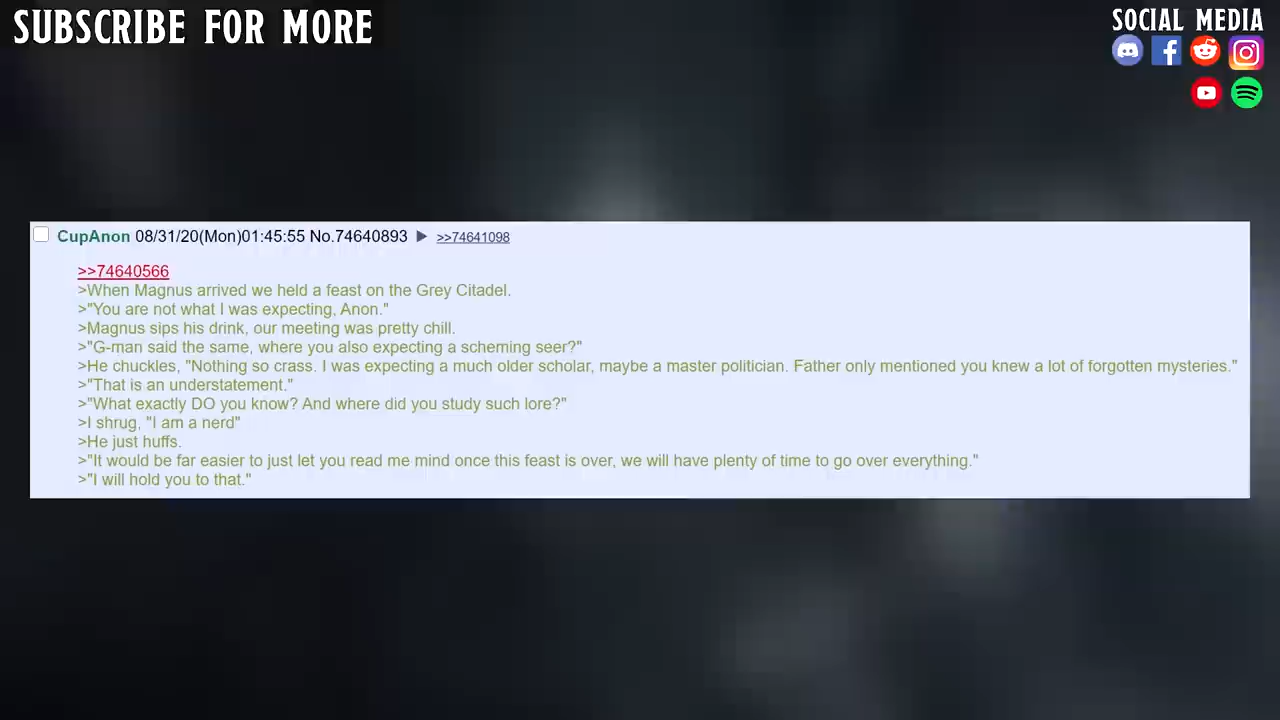 SUBSCRIBE FOR MORE
SOCIAL MEDIA
CupAnon 08/31/20(Mon)01:45:55 No.74640893 ▶ >>74641098
>>74640566
>When Magnus arrived we held a feast on the Grey Citadel.
>"You are not what I was expecting, Anon."
>Magnus sips his drink, our meeting was pretty chill.
>"G-man said the same, where you also expecting a scheming seer?"
>He chuckles, "Nothing so crass. I was expecting a much older scholar, maybe a master politician. Father only mentioned you knew a lot of forgotten mysteries."
>"That is an understatement."
>"What exactly DO you know? And where did you study such lore?"
>I shrug, "I am a nerd"
>He just huffs.
>"It would be far easier to just let you read me mind once this feast is over, we will have plenty of time to go over everything."
>"I will hold you to that."